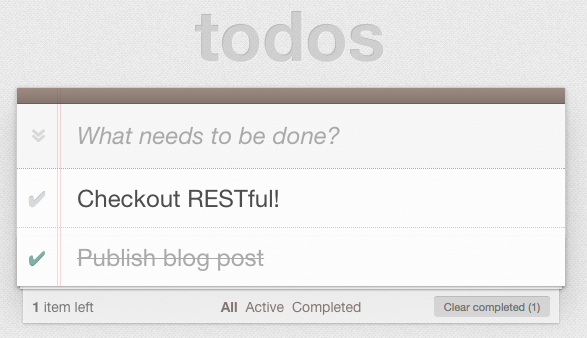 todos
What needs to be done?
Checkout RESTful!
Publish blog post
1 item left All Active Completed Clear completed (1)